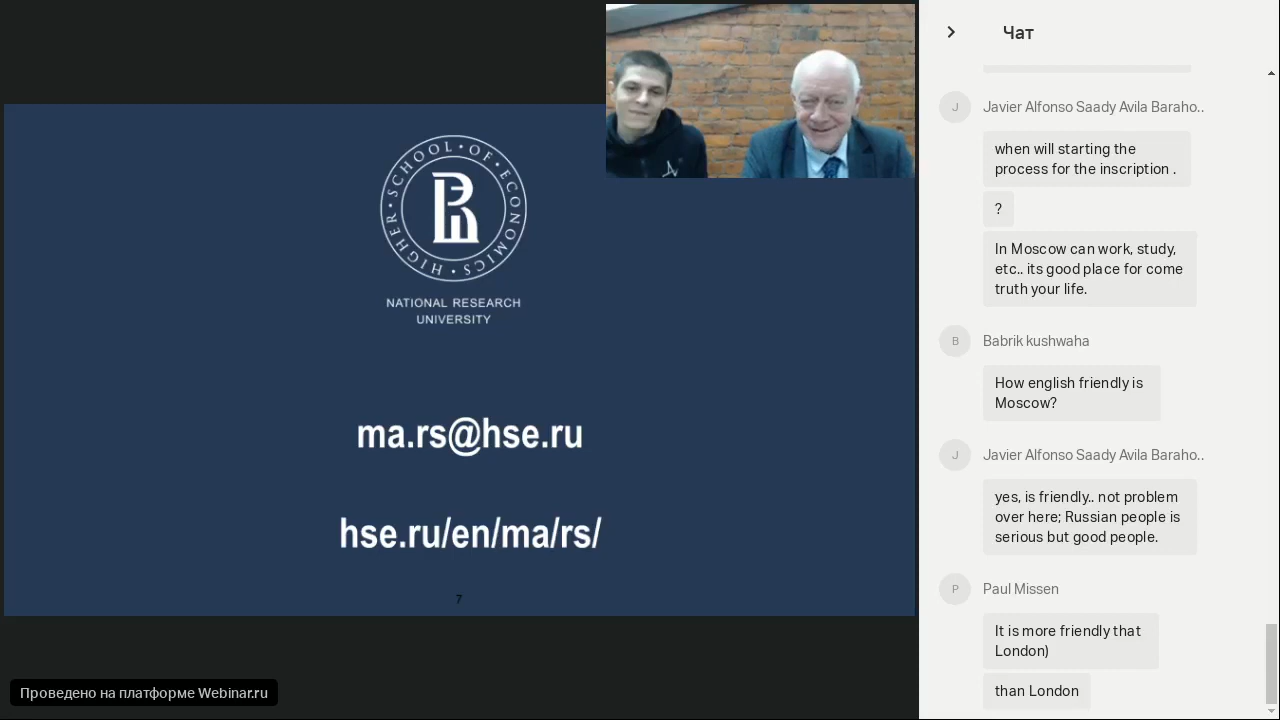 HIGHER • SCHOOL • OF • ECONOMICS •
NATIONAL RESEARCH
UNIVERSITY
ma.rs@hse.ru
hse.ru/en/ma/rs/
7
Проведено на платформе Webinar.ru
Чат
J
Javier Alfonso Saady Avila Baraho..
when will starting the
process for the inscription .
?
In Moscow can work, study,
etc.. its good place for come
truth your life.
B
Babrik kushwaha
How english friendly is
Moscow?
J
Javier Alfonso Saady Avila Baraho..
yes, is friendly.. not problem
over here; Russian people is
serious but good people.
P
Paul Missen
It is more friendly that
London)
than London